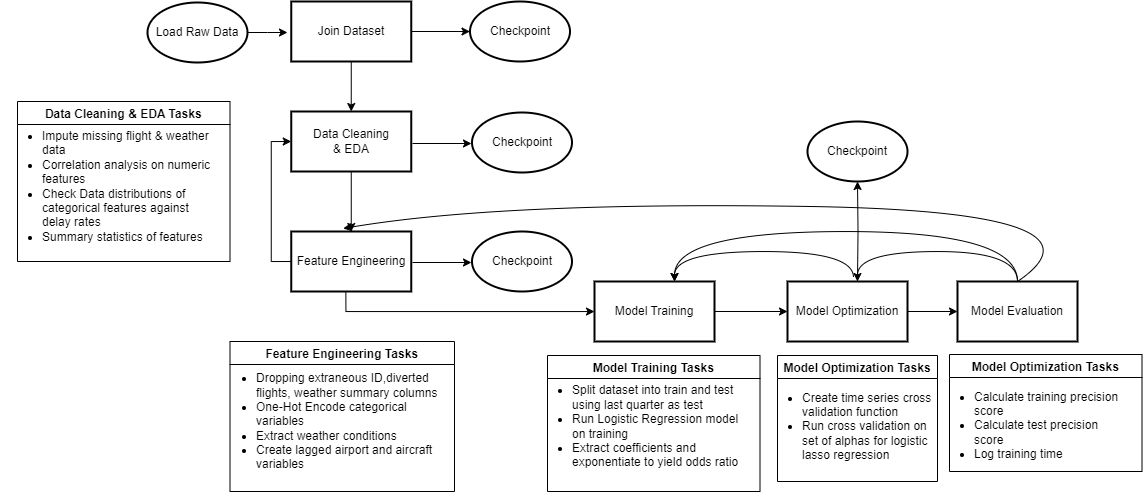 Load Raw Data
Join Dataset
Checkpoint
Data Cleaning & EDA Tasks
Impute missing flight & weather
data
Correlation analysis on numeric
features
Check Data distributions of
categorical features against
delay rates
Summary statistics of features
Data Cleaning
& EDA
Checkpoint
Checkpoint
Feature Engineering
Checkpoint
Model Training
Model Optimization
Model Evaluation
Feature Engineering Tasks
Dropping extraneous ID,diverted
flights, weather summary columns
One-Hot Encode categorical
variables
Extract weather conditions
Create lagged airport and aircraft
variables
Model Training Tasks
Split dataset into train and test
using last quarter as test
Run Logistic Regression model
on training
Extract coefficients and
exponentiate to yield odds ratio
Model Optimization Tasks
Create time series cross
validation function
Run cross validation on
set of alphas for logistic
lasso regression
Model Optimization Tasks
Calculate training precision
score
Calculate test precision
score
Log training time